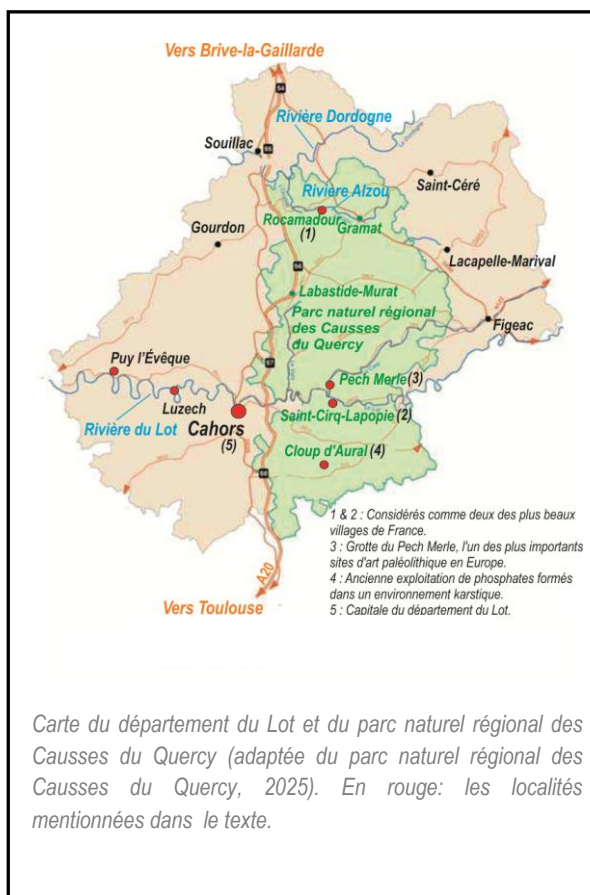 Vers Brive-la-Gaillarde
54
Rivière Dordogne
Souillac
55
Saint-Céré
Rivière Alzou
Rocamadour
(1)
Gramat
Gourdon
Lacapelle-Marival
56
Labastide-Murat
Parc naturel régional
des Causses
du Quercy
Figeac
Puy l’Évêque
57
Pech Merle (3)
Luzech
Saint-Cirq-Lapopie
(2)
Rivière du Lot
Cahors
(5)
Cloup d'Aural (4)
58
1 & 2 : Considérés comme deux des plus beaux
villages de France.
3 : Grotte du Pech Merle, l'un des plus importants
sites d'art paléolithique en Europe.
4 : Ancienne exploitation de phosphates formés
dans un environnement karstique.
5 : Capitale du département du Lot.
A20
Vers Toulouse
Carte du département du Lot et du parc naturel régional des
Causses du Quercy (adaptée du parc naturel régional des
Causses du Quercy, 2025). En rouge: les localités
mentionnées dans le texte.